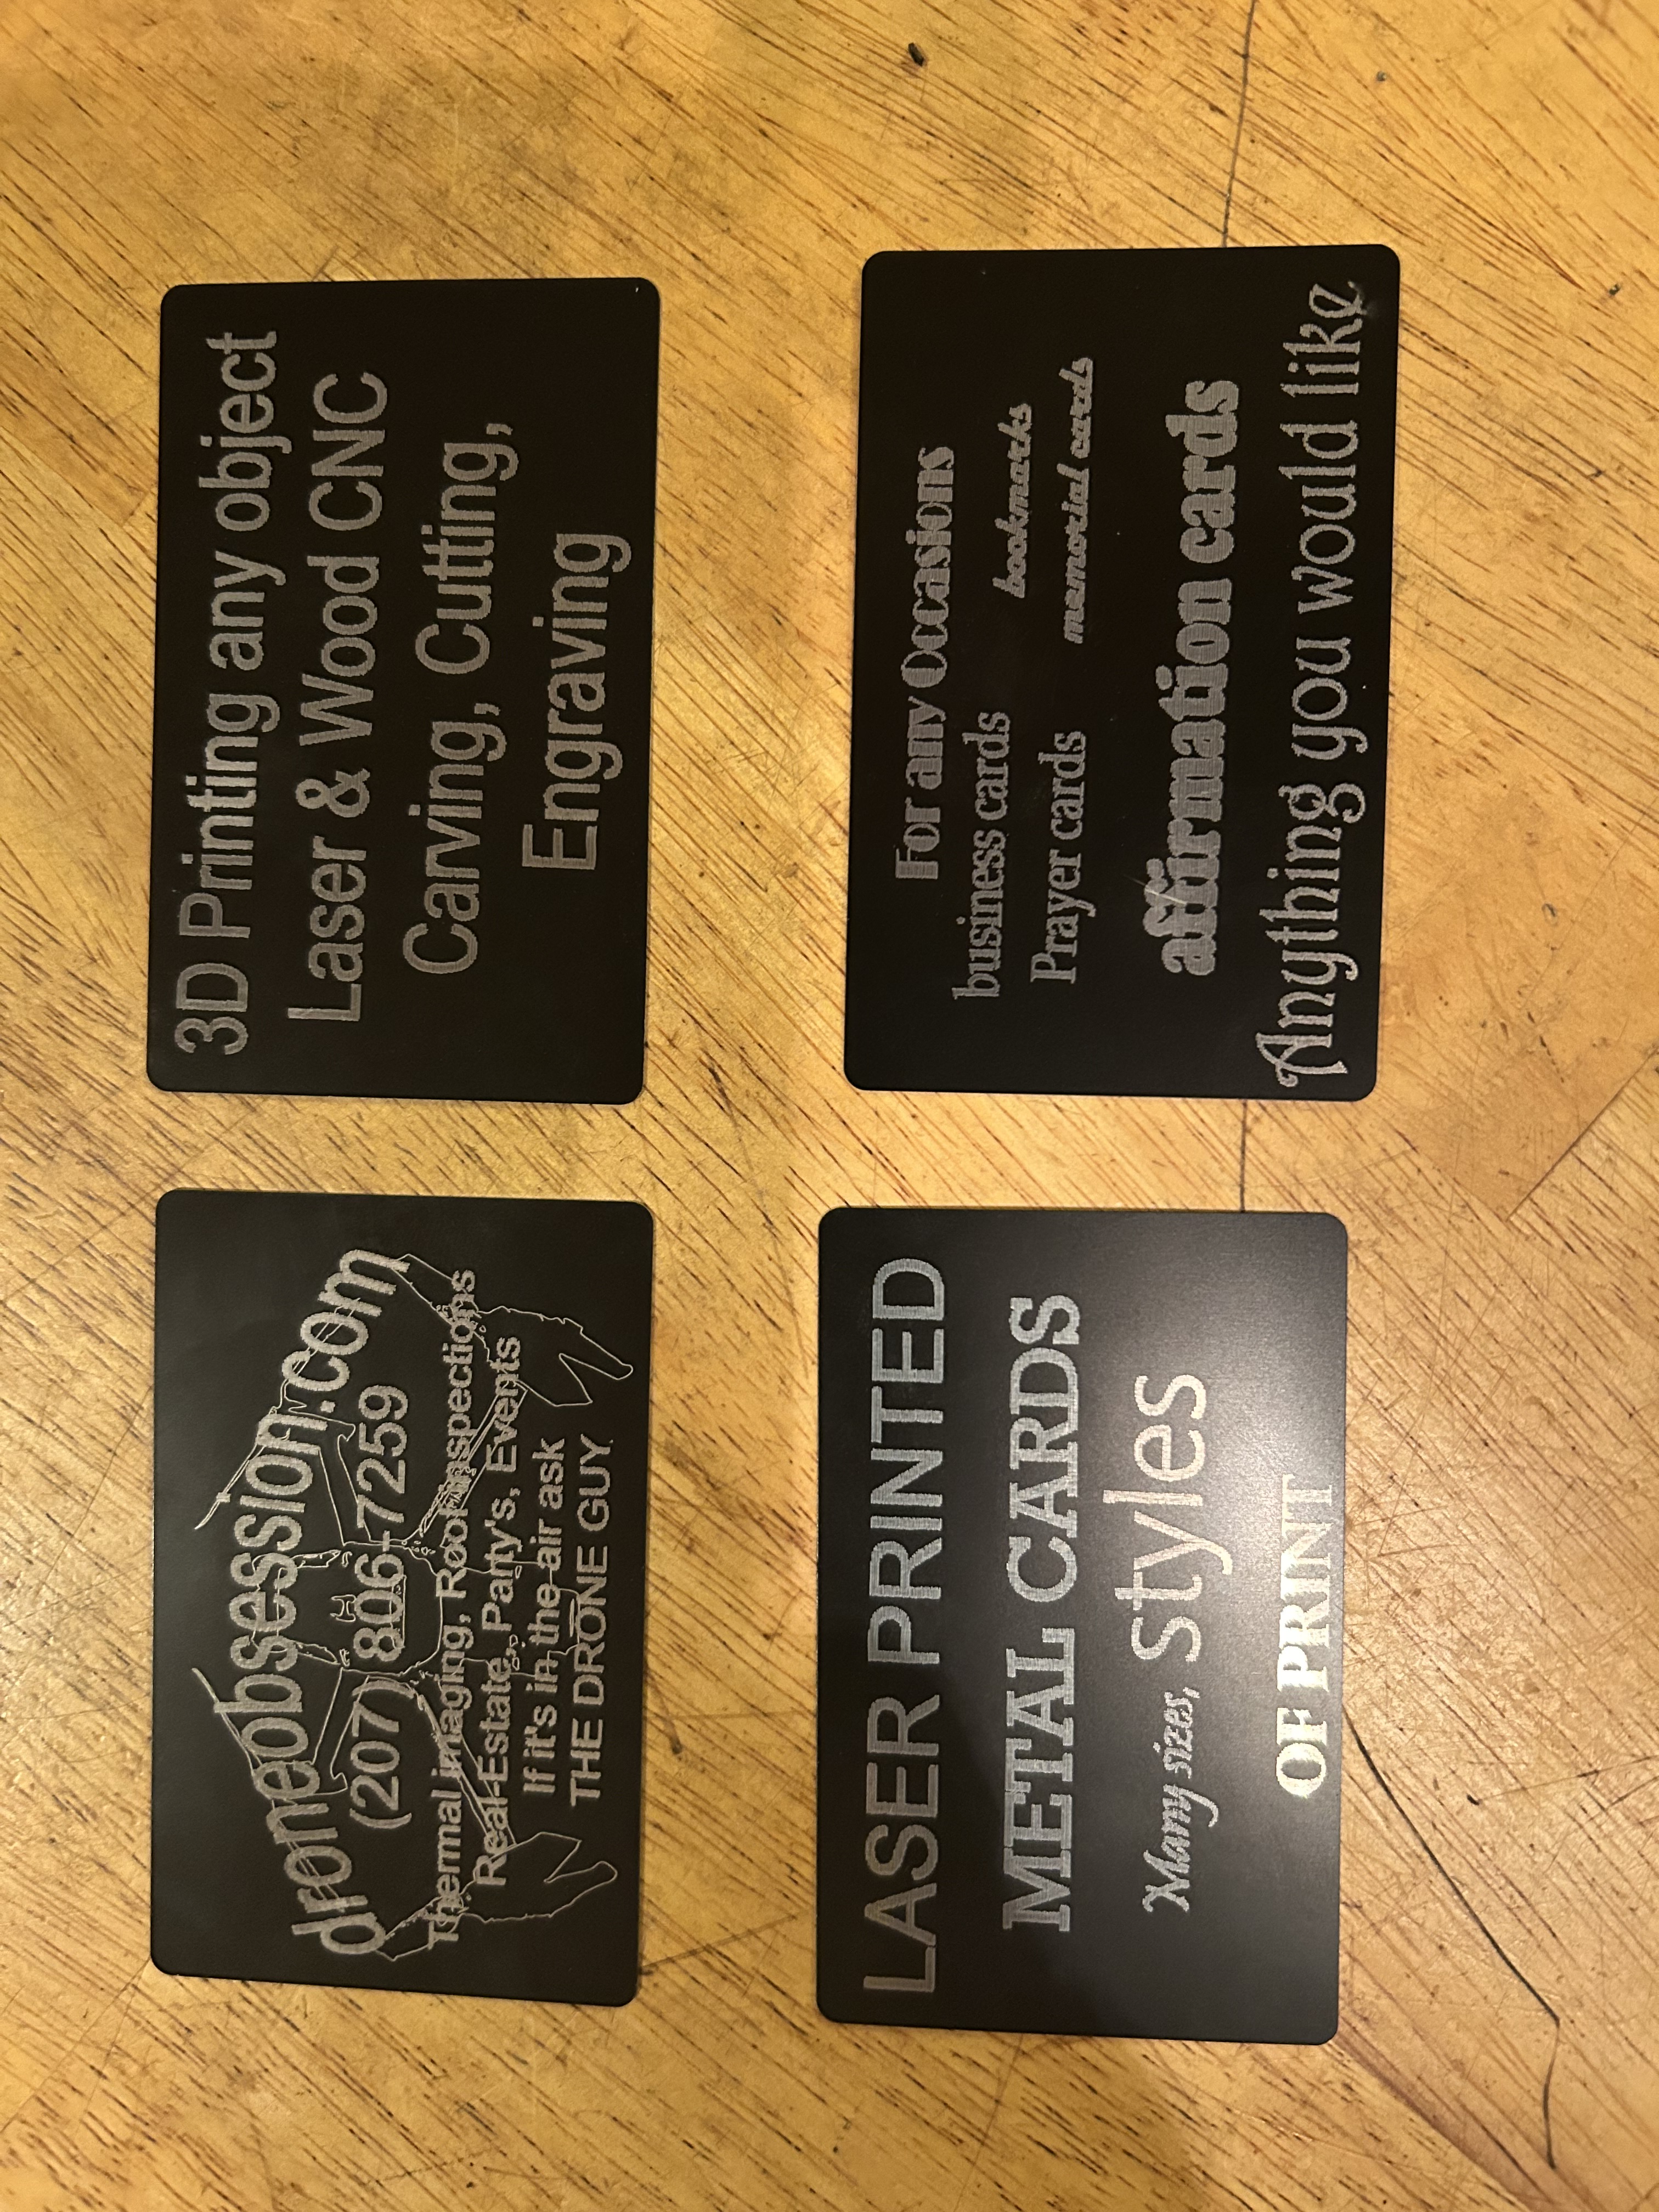 droneobsession.com
(207) 806-7259
Thermal imaging, Roof inspections
Real Estate, Party's, Events
If it's in the air ask
THE DRONE GUY
3D Printing any object
Laser & Wood CNC
Carving, Cutting,
Engraving
LASER PRINTED
METAL CARDS
Many sizes, styles
OF PRINT
For any Occasions
business cards bookmarks
Prayer cards memorial cards
affirmation cards
Anything you would like